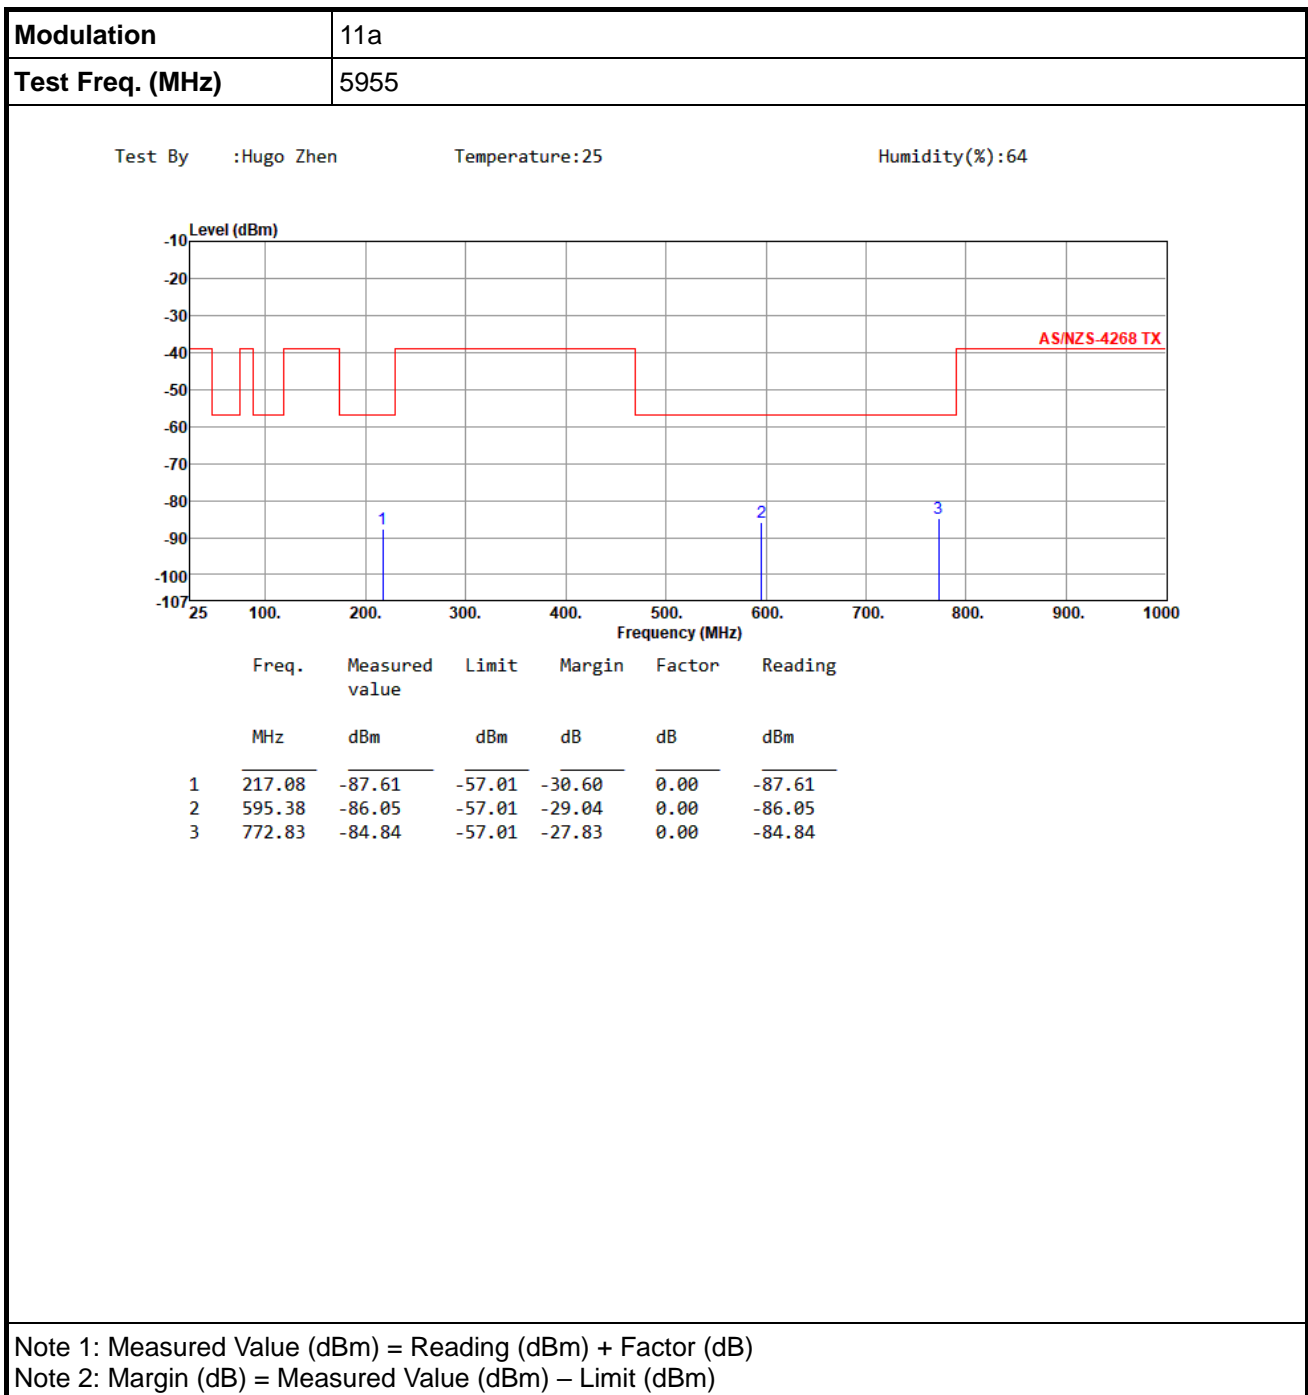 Modulation 11a
Test Freq. (MHz) 5955
Test By :Hugo Zhen Temperature:25 Humidity(%):64
Level (dBm)
-10
-20
-30
AS/NZS-4268 TX
-40
-50
-60
-70
-80
1 2 3
-90
-100
-107
25 100. 200. 300. 400. 500. 600. 700. 800. 900. 1000
Frequency (MHz)
Freq. Measured Limit Margin Factor Reading
value
MHz dBm dBm dB dB dBm
1 217.08 -87.61 -57.01 -30.60 0.00 -87.61
2 595.38 -86.05 -57.01 -29.04 0.00 -86.05
3 772.83 -84.84 -57.01 -27.83 0.00 -84.84
Note 1: Measured Value (dBm) = Reading (dBm) + Factor (dB)
Note 2: Margin (dB) = Measured Value (dBm) – Limit (dBm)